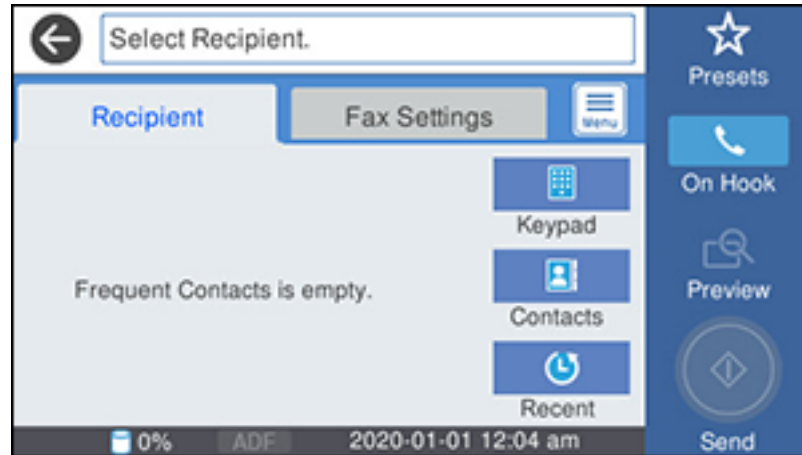 Select Recipient.
Presets
Recipient
Fax Settings
Menu
On Hook
Keypad
Preview
Frequent Contacts is empty.
Contacts
Recent
0%
ADF
2020-01-01 12:04 am
Send